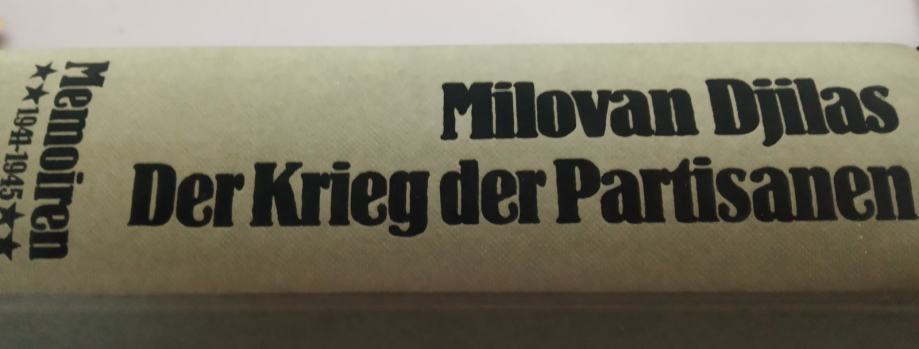 Milovan Djilas
Der Krieg der Partisanen
Memoiren
★★1941-1945★★